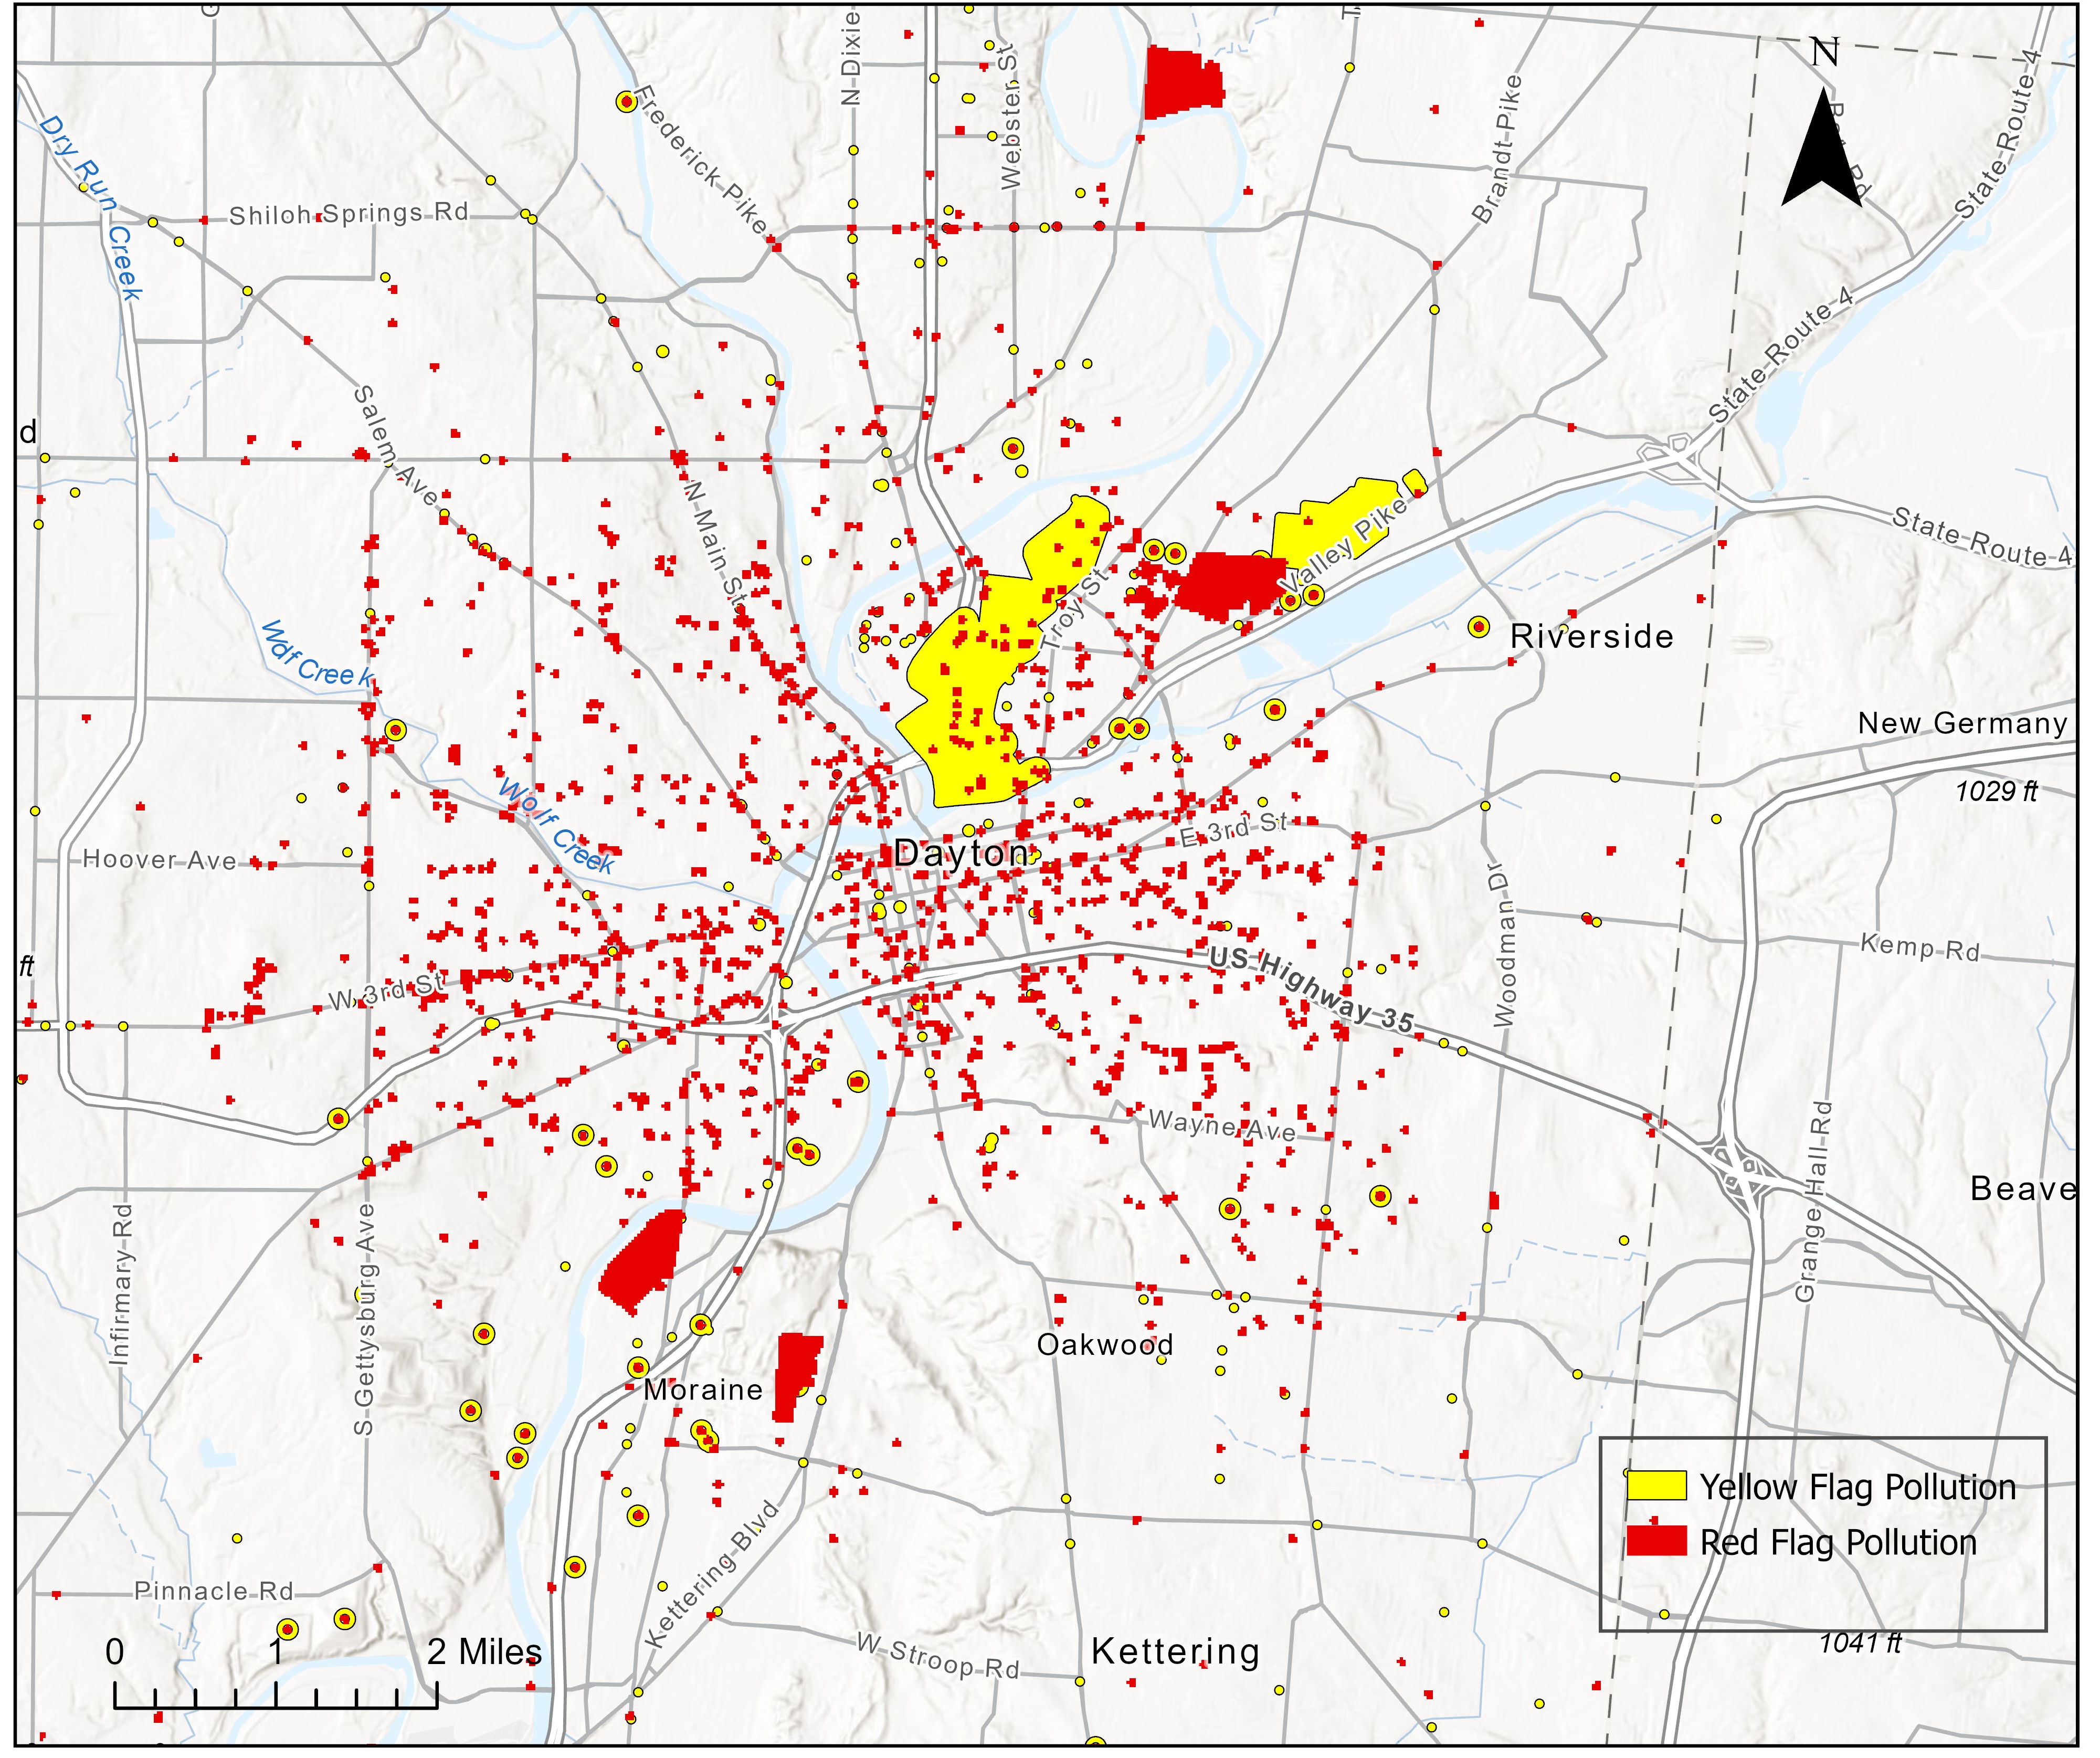 N Dixie
Webster St
Frederick Pike
Brandt Pike
N
State Route 4
Dry Run Creek
Shiloh Springs Rd
State Route 4
d
Salem Ave
N Main St
Valley Pike
State Route 4
Troy St
Wolf Creek
Riverside
New Germany
1029 ft
Wolf Creek
E 3rd St
Dayton
Hoover Ave
Woodman Dr
Kemp Rd
ft
W 3rd St
US Highway 35
Wayne Ave
Grange Hall Rd
Beave
Infirmary Rd
S Gettysburg Ave
Oakwood
Moraine
Yellow Flag Pollution
Red Flag Pollution
Kettering Blvd
Pinnacle Rd
W Stroop Rd
Kettering
1041 ft
0 1 2 Miles